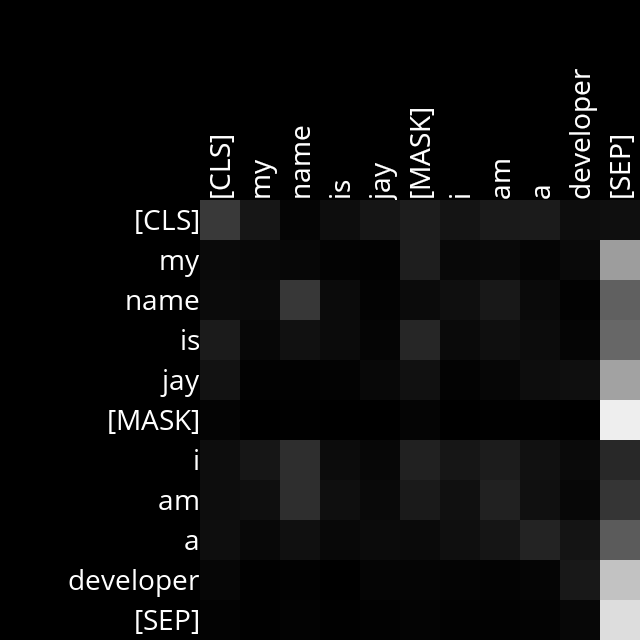 [CLS]
my
name
is
jay
[MASK]
i
am
a
developer
[SEP]
[CLS]
my
name
is
jay
[MASK]
i
am
a
developer
[SEP]